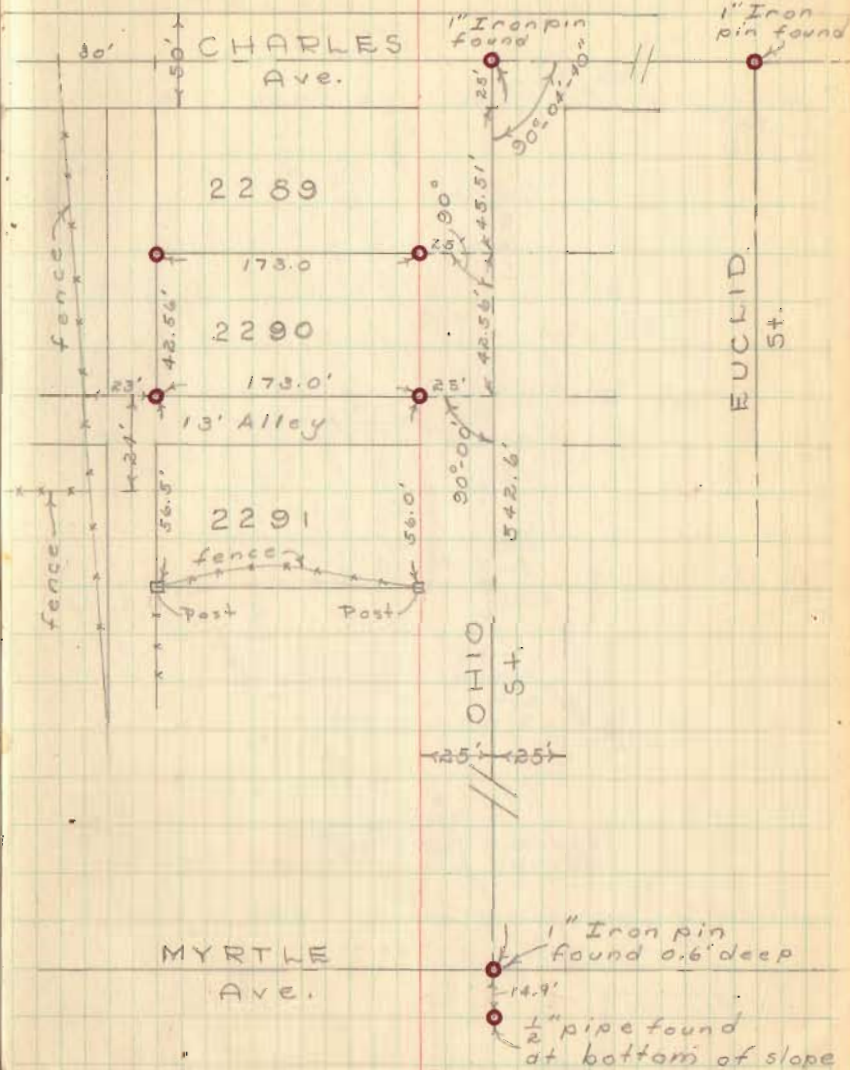 1" Iron pin
found
1" Iron
pin found
30'
50'
CHARLES
Ave.
25'
90°-04'-40"
2289
45.51'
90°
25'
173.0
fence
42.56'
2290
42.56'
EUCLID
St.
23'
173.0'
25'
13' Alley
24'
90°-00'
56.5'
2291
56.0'
542.6'
fence
fence
Post
Post
OHIO
St.
25'
25'
MYRTLE
Ave.
1" Iron pin
found 0.6' deep
14.9'
1/2" pipe found
at bottom of slope